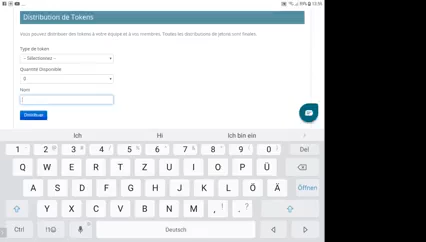 Distribution de Tokens
Vous pouvez distribuer des tokens à votre équipe et à vos membres. Toutes les distributions de jetons sont finales.
Type de token
- Sélectionnez -
Quantité Disponible
0
Nom
Distribuer
Ich Hi Ich bin ein
1 2 3 4 5 6 7 8 9 0 Del
Q W E R T Z U I O P Ü
A S D F G H J K L Ö Ä Öffnen
Y X C V B N M , ! . ?
Ctrl !1☺ Deutsch